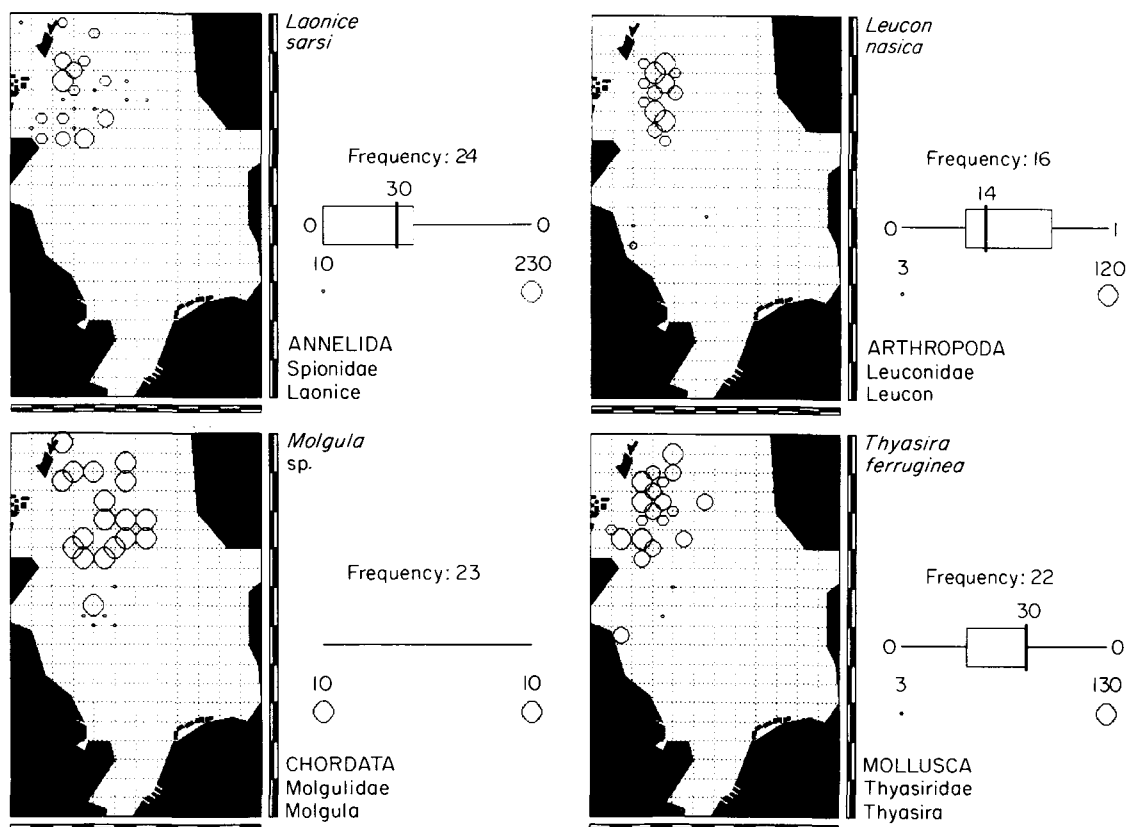 Laonice
sarsi
Frequency: 24
30
0
0
10
230
ANNELIDA
Spionidae
Laonice
Leucon
nasica
Frequency: 16
14
0
1
3
120
ARTHROPODA
Leuconidae
Leucon
Molgula
sp.
Frequency: 23
10
10
CHORDATA
Molgulidae
Molgula
Thyasira
ferruginea
Frequency: 22
30
0
0
3
130
MOLLUSCA
Thyasiridae
Thyasira